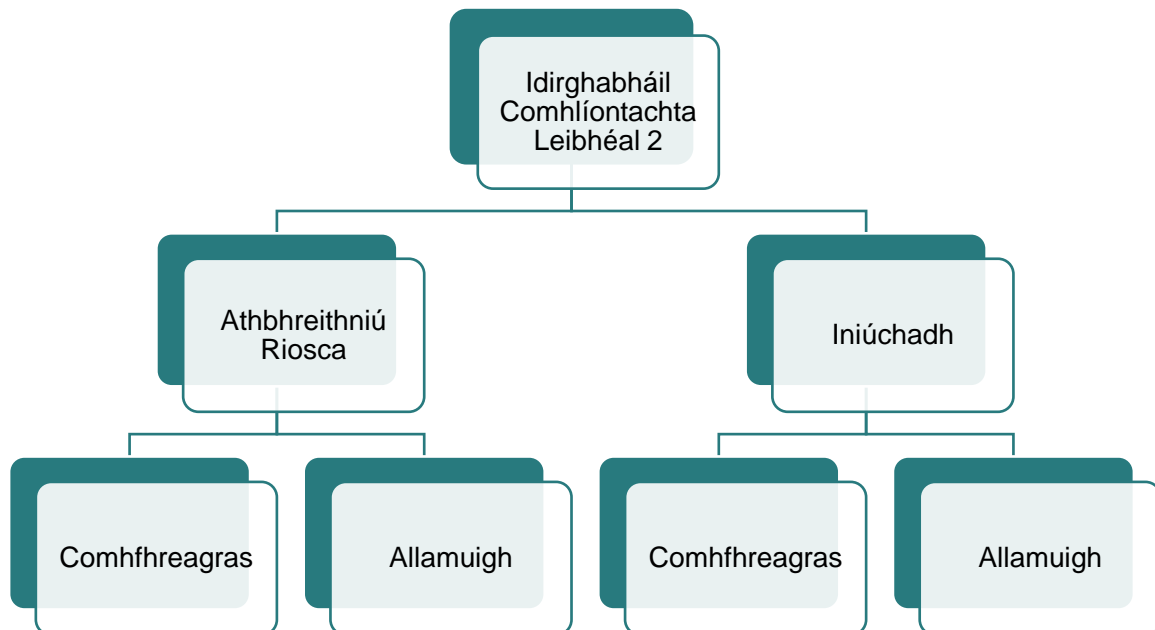 Idirghabháil
Comhlíontachta
Leibhéal 2
Athbhreithniú
Riosca
Iniúchadh
Comhfhreagras
Allamuigh
Comhfhreagras
Allamuigh